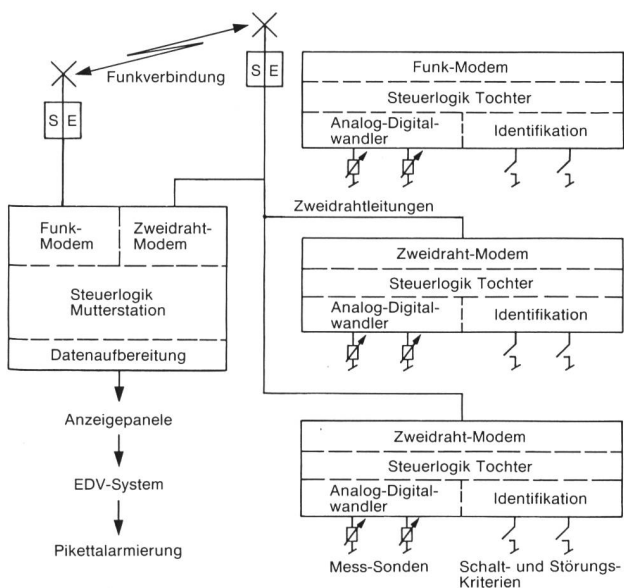 Funkverbindung
S E
S E
Funk-Modem
Steuerlogik Tochter
Analog-Digital-
wandler
Identifikation
Zweidrahtleitungen
Funk-
Modem
Zweidraht-
Modem
Steuerlogik
Mutterstation
Datenaufbereitung
Anzeigepanele
EDV-System
Pikettalarmierung
Zweidraht-Modem
Steuerlogik Tochter
Analog-Digital-
wandler
Identifikation
Zweidraht-Modem
Steuerlogik Tochter
Analog-Digital-
wandler
Identifikation
Mess-Sonden
Schalt- und Störungs-
Kriterien